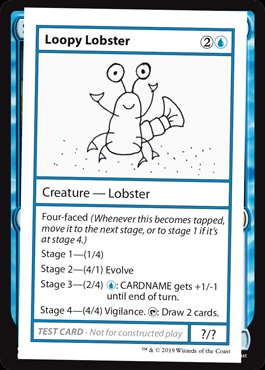 Loopy Lobster 2
Creature — Lobster
Four-faced (Whenever this becomes tapped,
move it to the next stage, or to stage 1 if it's
at stage 4.)
Stage 1—(1/4)
Stage 2—(4/1) Evolve
Stage 3—(2/4) : CARDNAME gets +1/-1
until end of turn.
Stage 4—(4/4) Vigilance. : Draw 2 cards.
TEST CARD - Not for constructed play ?/?
™ & © 2019 Wizards of the Coast